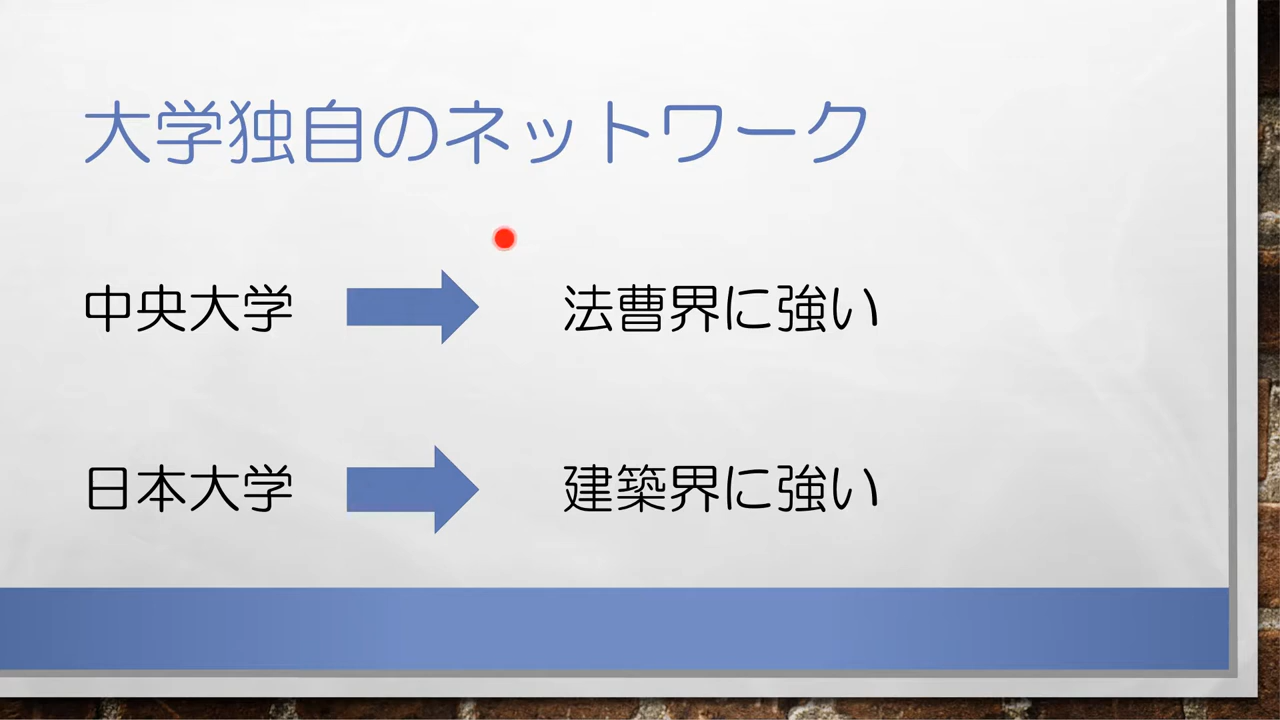 大学独自のネットワーク
中央大学 法曹界に強い
日本大学 建築界に強い